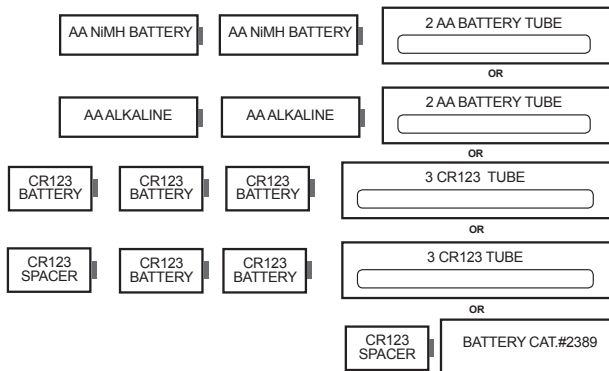 AA NiMH BATTERY AA NiMH BATTERY 2 AA BATTERY TUBE
OR
AA ALKALINE AA ALKALINE 2 AA BATTERY TUBE
OR
CR123 BATTERY CR123 BATTERY CR123 BATTERY 3 CR123 TUBE
OR
CR123 SPACER CR123 BATTERY CR123 BATTERY 3 CR123 TUBE
OR
CR123 SPACER BATTERY CAT.#2389